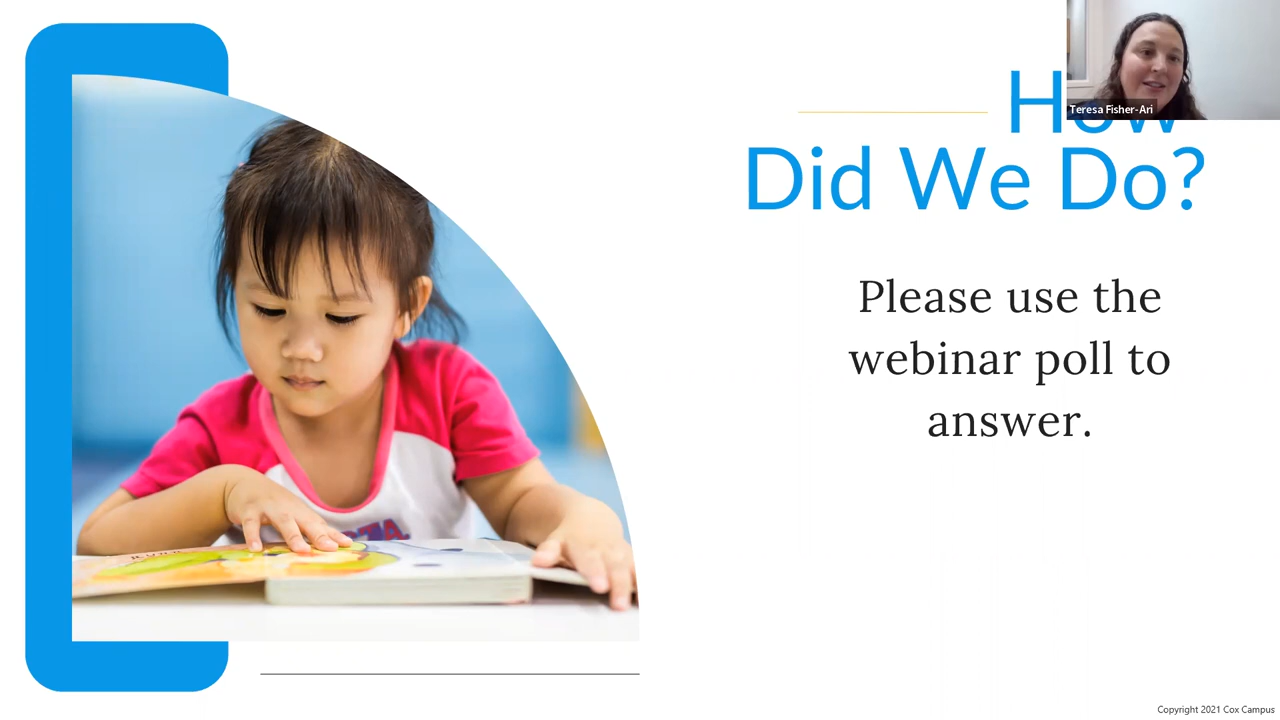 How
Teresa Fisher-Ari
Did We Do?
Please use the
webinar poll to
answer.
Copyright 2021 Cox Campus